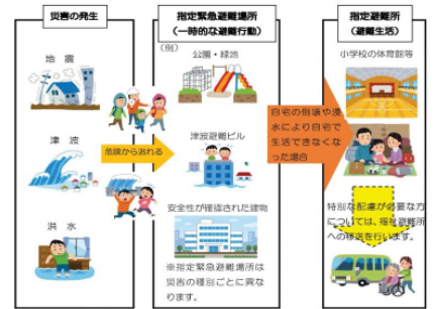 災害の発生
地 震
津 波
洪 水
危険から逃れる
指定緊急避難場所
(一時的な避難行動)
(例)
公園・緑地
津波避難ビル
安全性が確認された建物
※指定緊急避難場所は
災害の種別ごとに異な
ります。
自宅の倒壊や浸
水により自宅で
生活できなくな
った場合
指定避難所
(避難生活)
小学校の体育館等
特別な配慮が必要な方
については、福祉避難所
への移送を行います。